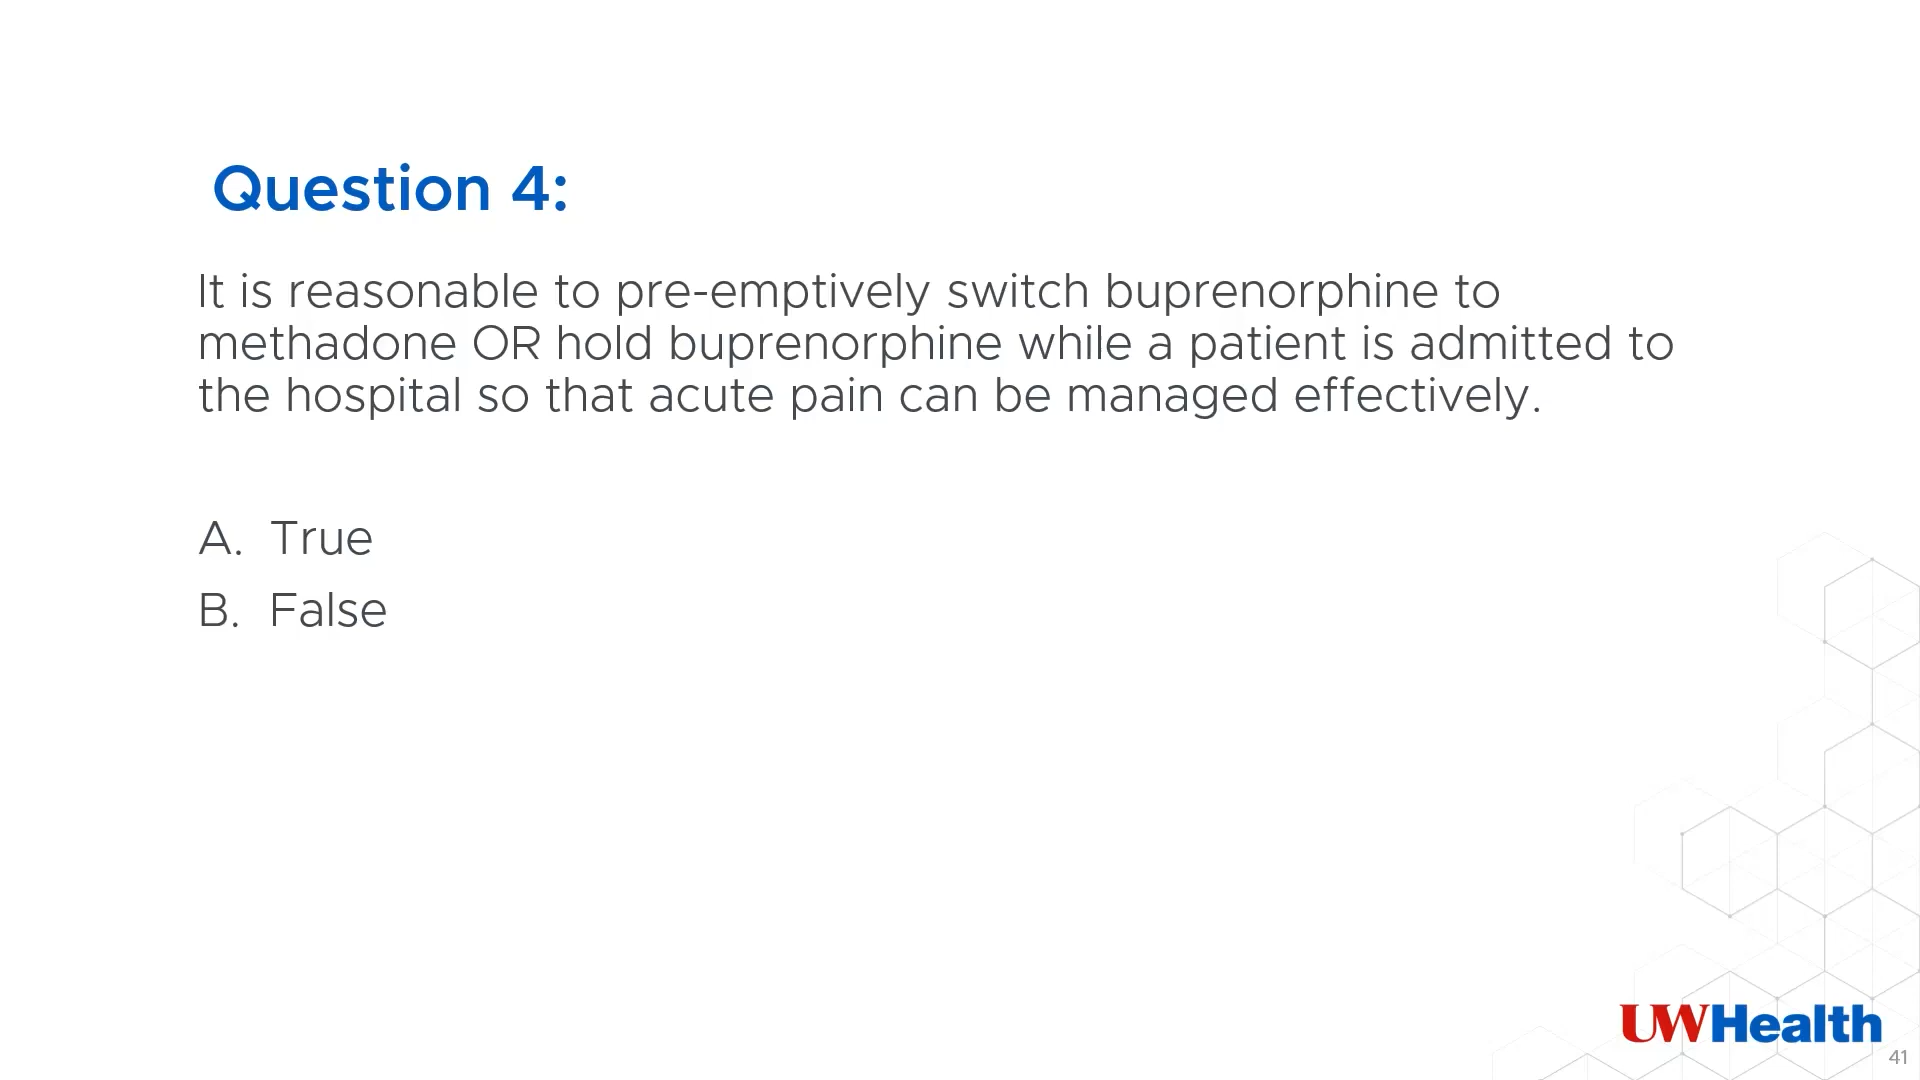 Question 4:
It is reasonable to pre-emptively switch buprenorphine to
methadone OR hold buprenorphine while a patient is admitted to
the hospital so that acute pain can be managed effectively.
A. True
B. False
UWHealth
41